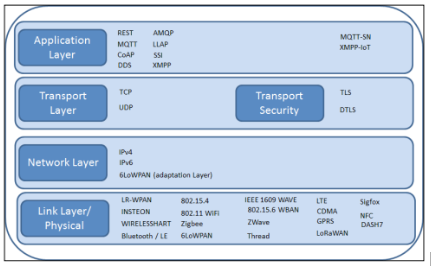 Application Layer
REST AMQP
MQTT LLAP
CoAP SSI
DDS XMPP
MQTT-SN
XMPP-IoT
Transport Layer
TCP
UDP
Transport Security
TLS
DTLS
Network Layer
IPv4
IPv6
6LoWPAN (adaptation Layer)
Link Layer/
Physical
LR-WPAN 802.15.4 IEEE 1609 WAVE LTE Sigfox
INSTEON 802.11 WIFI 802.15.6 WBAN CDMA NFC
WIRELESSHART Zigbee ZWave GPRS DASH7
Bluetooth / LE 6LoWPAN Thread LoRaWAN